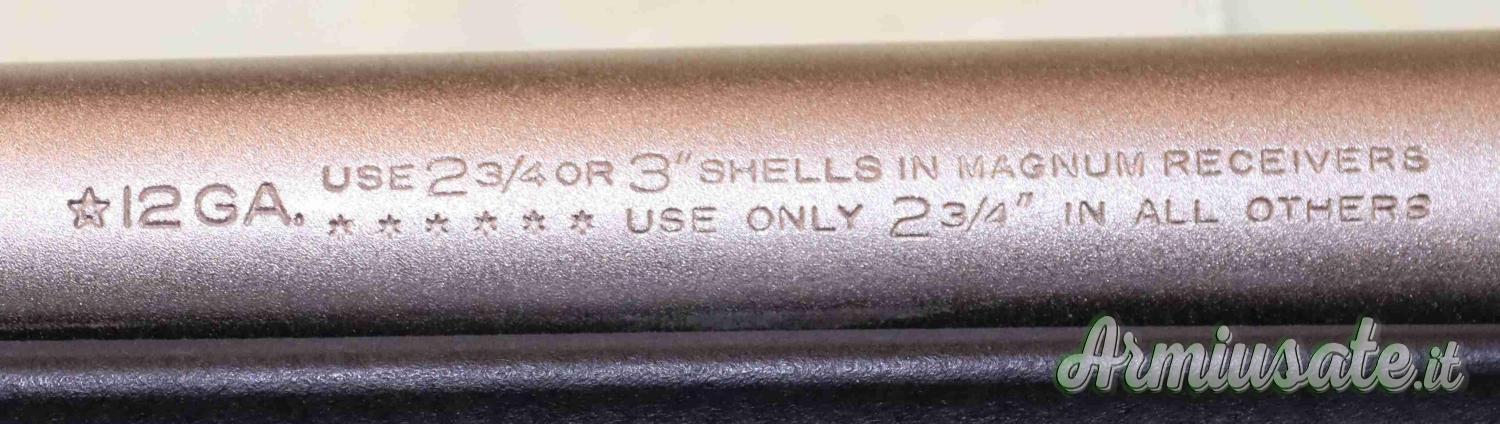 ☆12GA. USE 2 3/4 OR 3" SHELLS IN MAGNUM RECEIVERS
****** USE ONLY 2 3/4" IN ALL OTHERS
Armiusate.it